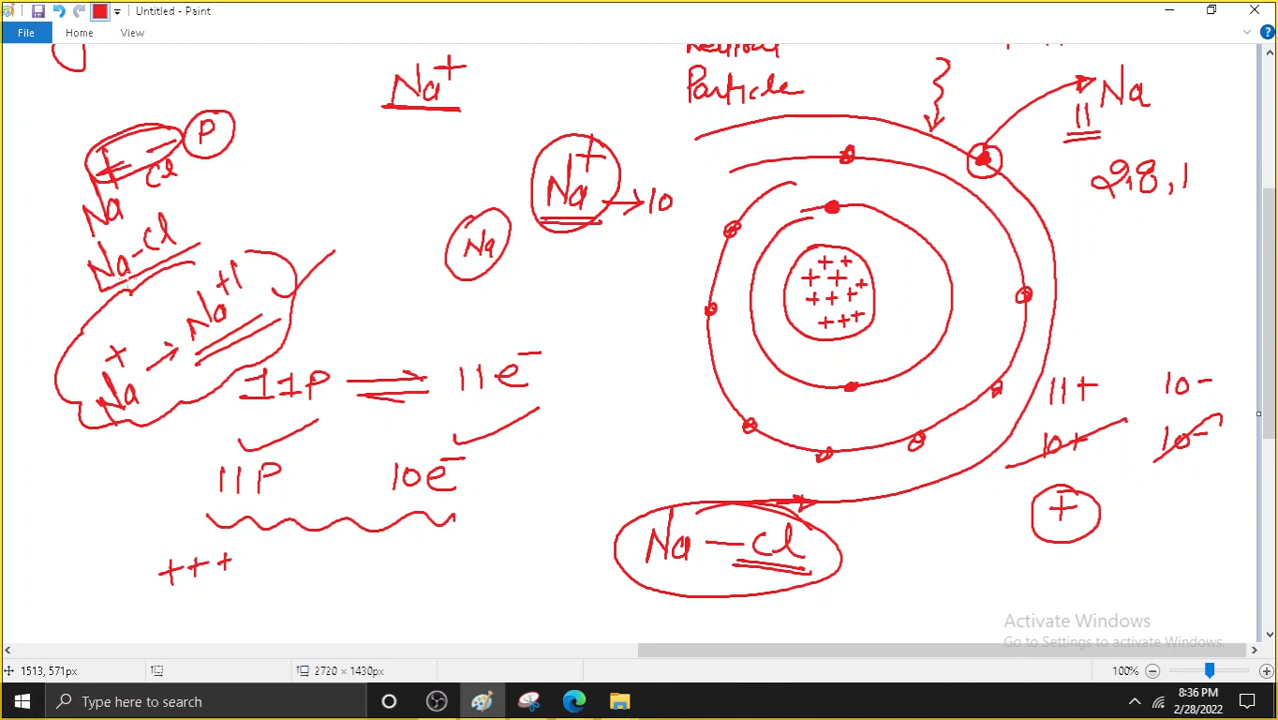 Untitled - Paint
File Home View
Particle
Na+
Na
11
2,8,1
P
+ -
Cl
Na
Na-Cl
Na+ → 10
Na
+ +
+ + +
+ + +
+ + +
Na+1
+
Na →
11P ⇌ 11e-
11+ 10-
10+ 10-
11P 10e-
+
Na - Cl
+++
Activate Windows
Go to Settings to activate Windows.
1513, 571px 2720 × 1430px 100%
Type here to search
8:36 PM
2/28/2022